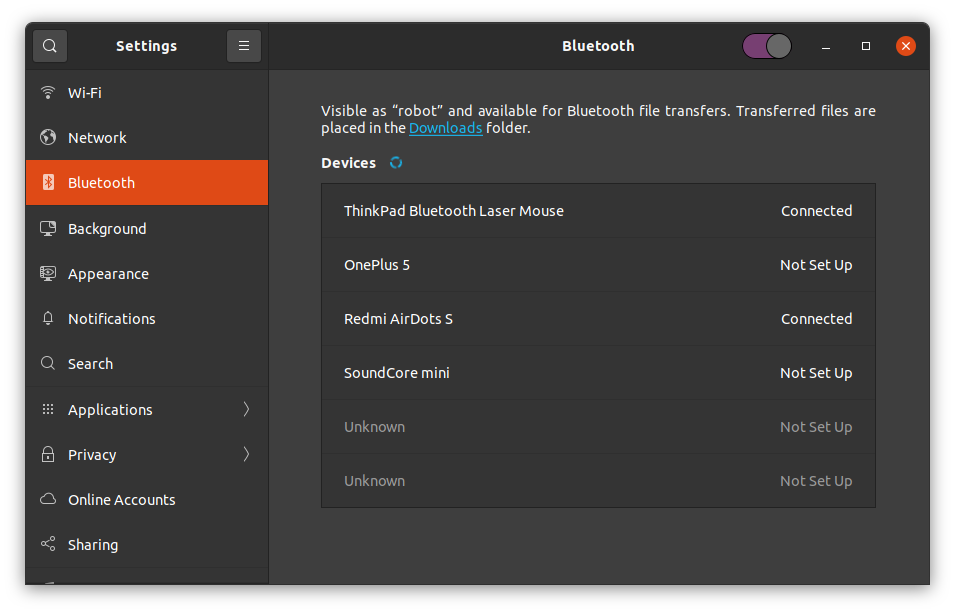 Settings
Bluetooth
Wi-Fi
Network
Bluetooth
Background
Appearance
Notifications
Search
Applications
Privacy
Online Accounts
Sharing
Visible as “robot” and available for Bluetooth file transfers. Transferred files are
placed in the Downloads folder.
Devices
ThinkPad Bluetooth Laser Mouse Connected
OnePlus 5 Not Set Up
Redmi AirDots S Connected
SoundCore mini Not Set Up
Unknown Not Set Up
Unknown Not Set Up